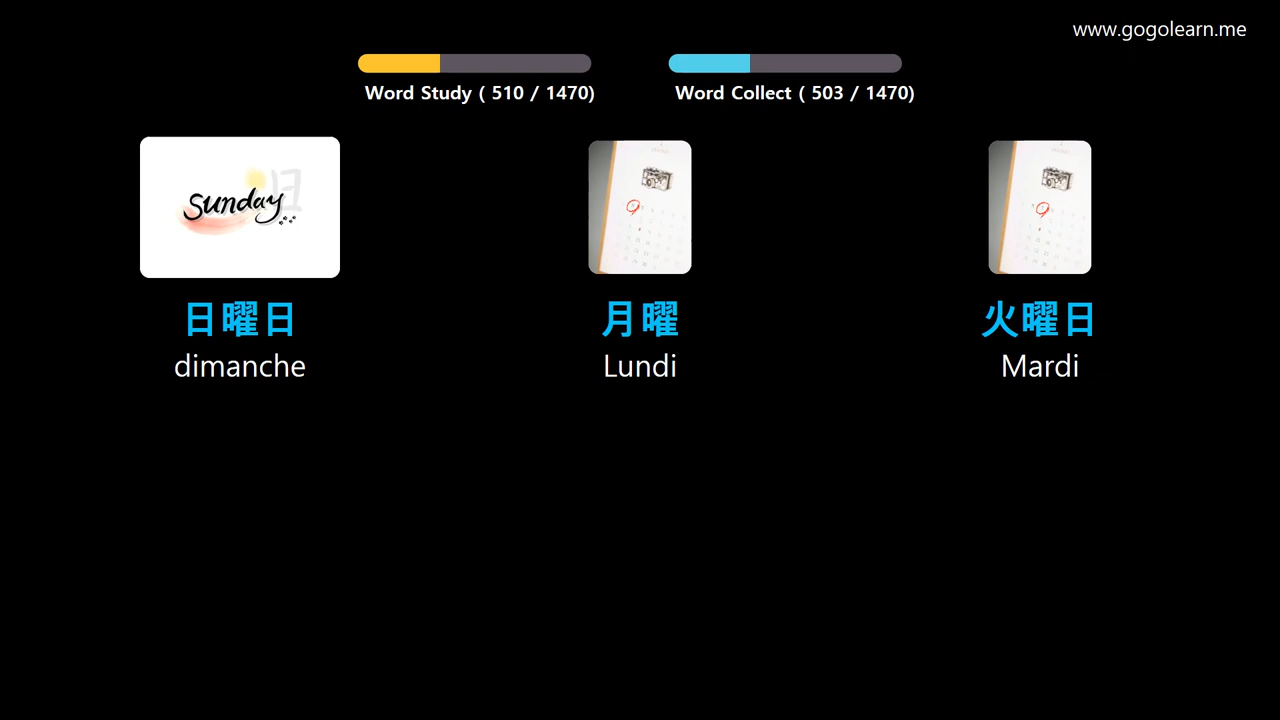 www.gogolearn.me
Word Study ( 510 / 1470)
Word Collect ( 503 / 1470)
Sunday
日曜日
月曜
火曜日
dimanche
Lundi
Mardi